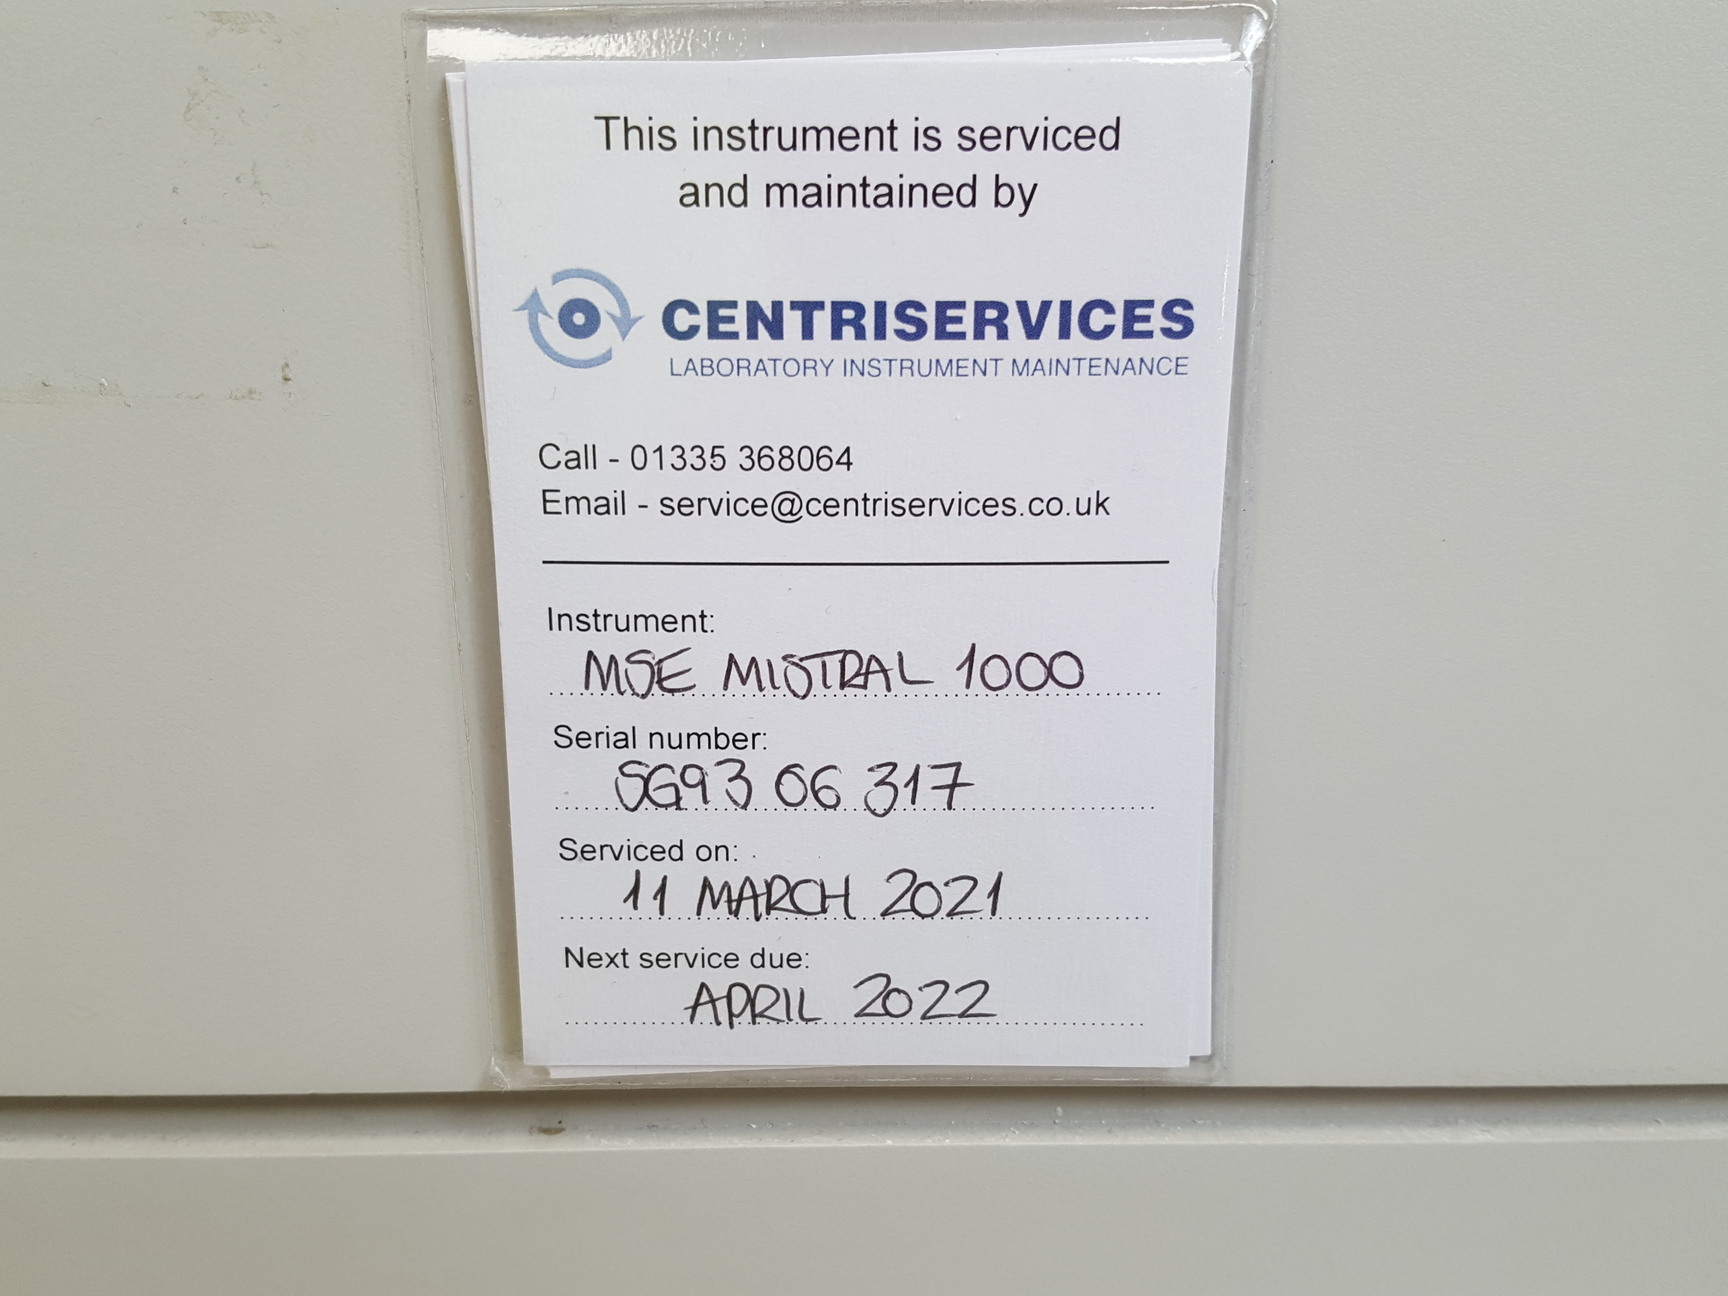 This instrument is serviced
and maintained by
CENTRISERVICES
LABORATORY INSTRUMENT MAINTENANCE
Call - 01335 368064
Email - service@centriservices.co.uk
Instrument:
MSE MISTRAL 1000
Serial number:
SG93 06 317
Serviced on:
11 MARCH 2021
Next service due:
APRIL 2022